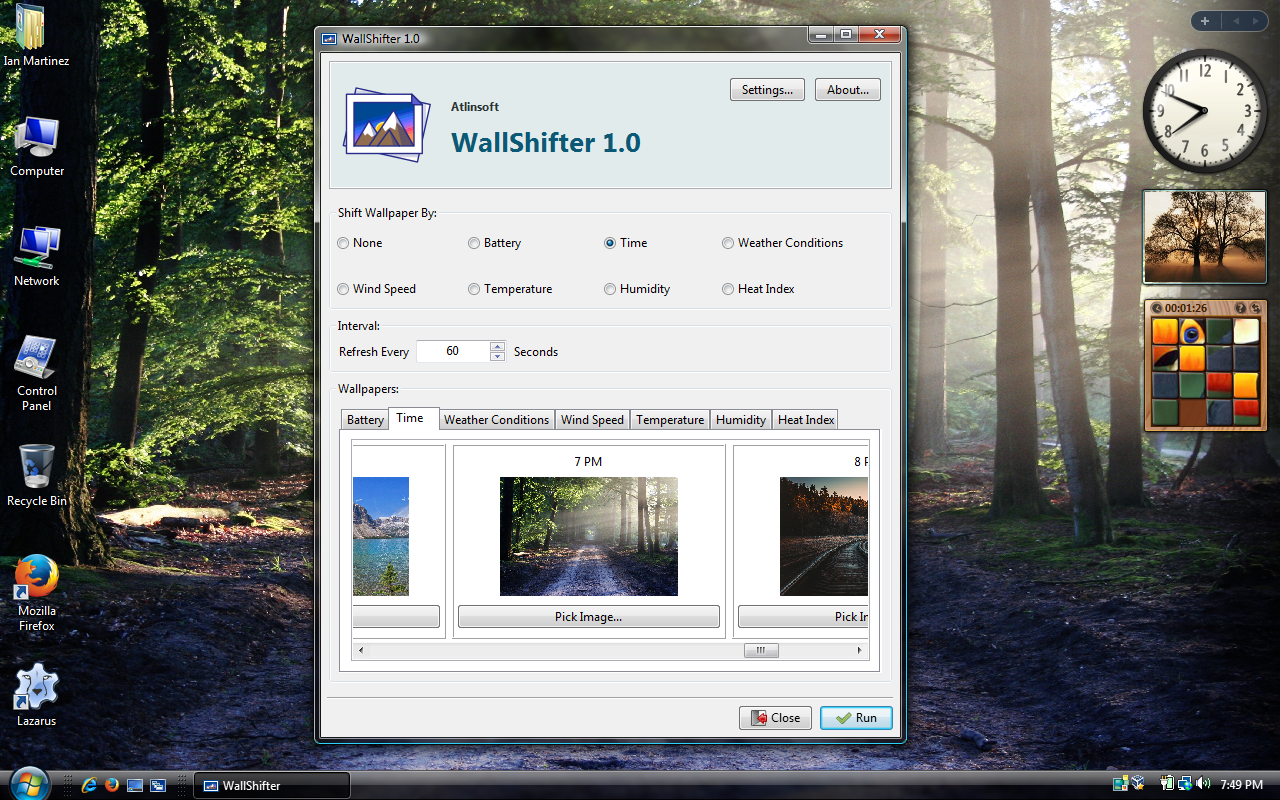 Ian Martinez
Computer
Network
Control
Panel
Recycle Bin
Mozilla
Firefox
Lazarus
WallShifter 1.0
Atlinsoft
WallShifter 1.0
Settings...
About...
Shift Wallpaper By:
None
Battery
Time
Weather Conditions
Wind Speed
Temperature
Humidity
Heat Index
Interval:
Refresh Every
60
Seconds
Wallpapers:
Battery
Time
Weather Conditions
Wind Speed
Temperature
Humidity
Heat Index
7 PM
8 P
Pick Image...
Pick Im
Close
Run
12
1
2
3
4
5
6
7
8
9
10
11
00:01:26
?
WallShifter
7:49 PM